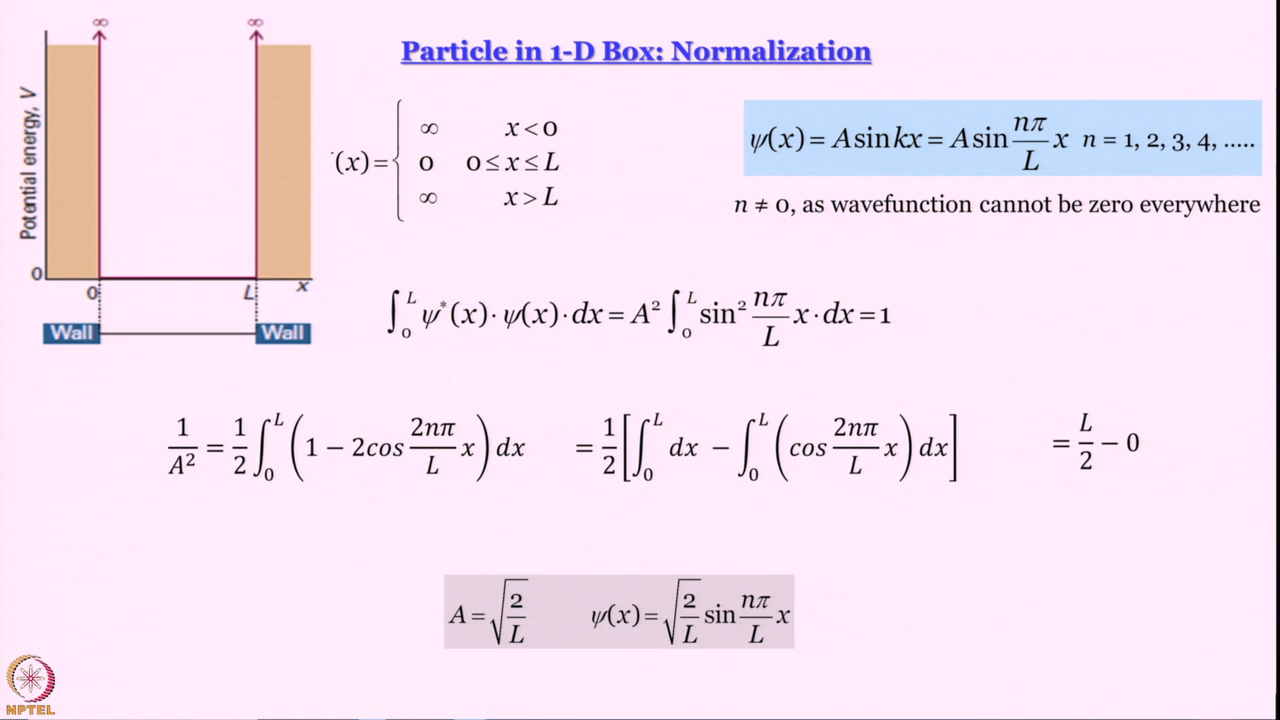 Particle in 1-D Box: Normalization
∞ ∞
Potential energy, V
0
0 L x
Wall Wall
(x) = { ∞ x < 0
0 0 ≤ x ≤ L
∞ x > L
ψ(x) = A sin kx = A sin nπ/L x n = 1, 2, 3, 4, .....
n ≠ 0, as wavefunction cannot be zero everywhere
∫₀ᴸ ψ*(x)· ψ(x)· dx = A² ∫₀ᴸ sin² nπ/L x · dx = 1
1/A² = 1/2 ∫₀ᴸ (1 − 2cos 2nπ/L x) dx = 1/2 [∫₀ᴸ dx − ∫₀ᴸ (cos 2nπ/L x) dx] = L/2 − 0
A = √(2/L) ψ(x) = √(2/L) sin nπ/L x
NPTEL